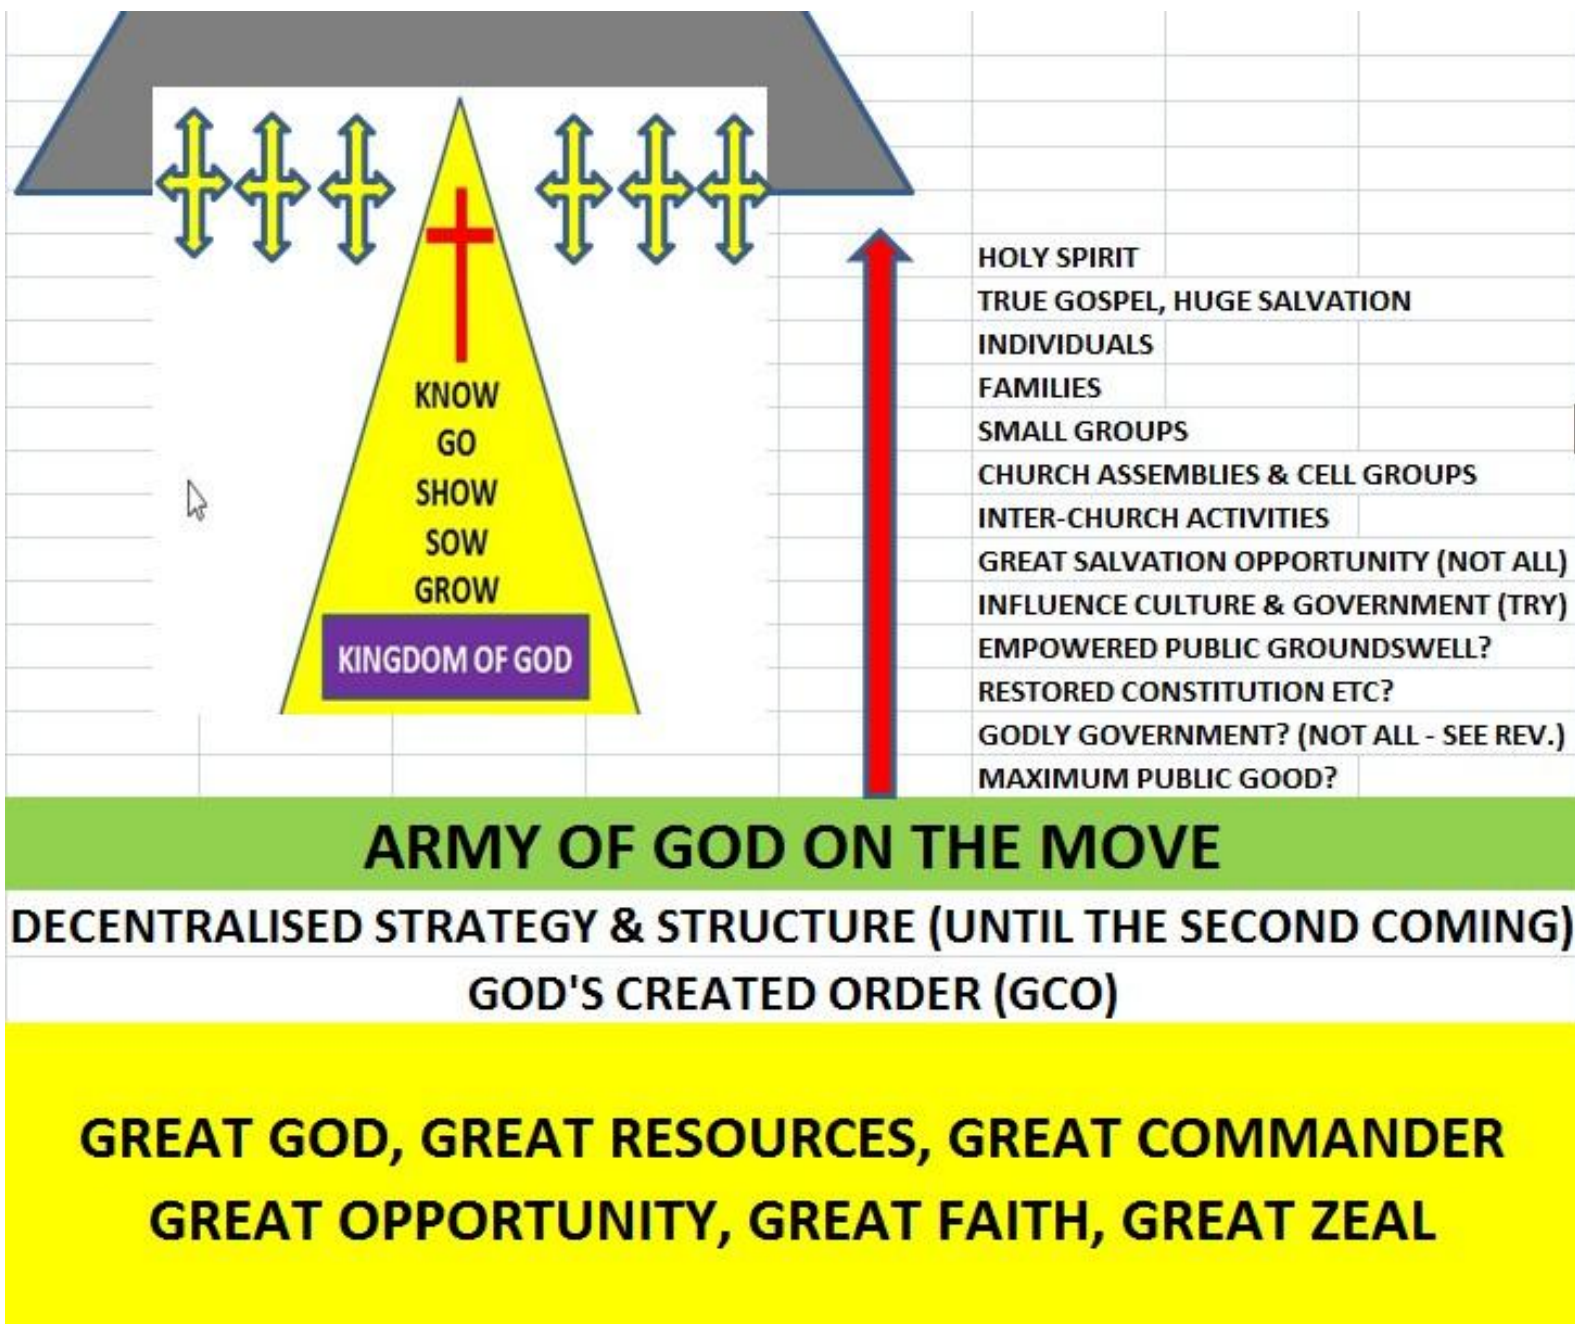 KNOW
GO
SHOW
SOW
GROW
KINGDOM OF GOD
HOLY SPIRIT
TRUE GOSPEL, HUGE SALVATION
INDIVIDUALS
FAMILIES
SMALL GROUPS
CHURCH ASSEMBLIES & CELL GROUPS
INTER-CHURCH ACTIVITIES
GREAT SALVATION OPPORTUNITY (NOT ALL)
INFLUENCE CULTURE & GOVERNMENT (TRY)
EMPOWERED PUBLIC GROUNDSWELL?
RESTORED CONSTITUTION ETC?
GODLY GOVERNMENT? (NOT ALL - SEE REV.)
MAXIMUM PUBLIC GOOD?
ARMY OF GOD ON THE MOVE
DECENTRALISED STRATEGY & STRUCTURE (UNTIL THE SECOND COMING)
GOD'S CREATED ORDER (GCO)
GREAT GOD, GREAT RESOURCES, GREAT COMMANDER
GREAT OPPORTUNITY, GREAT FAITH, GREAT ZEAL